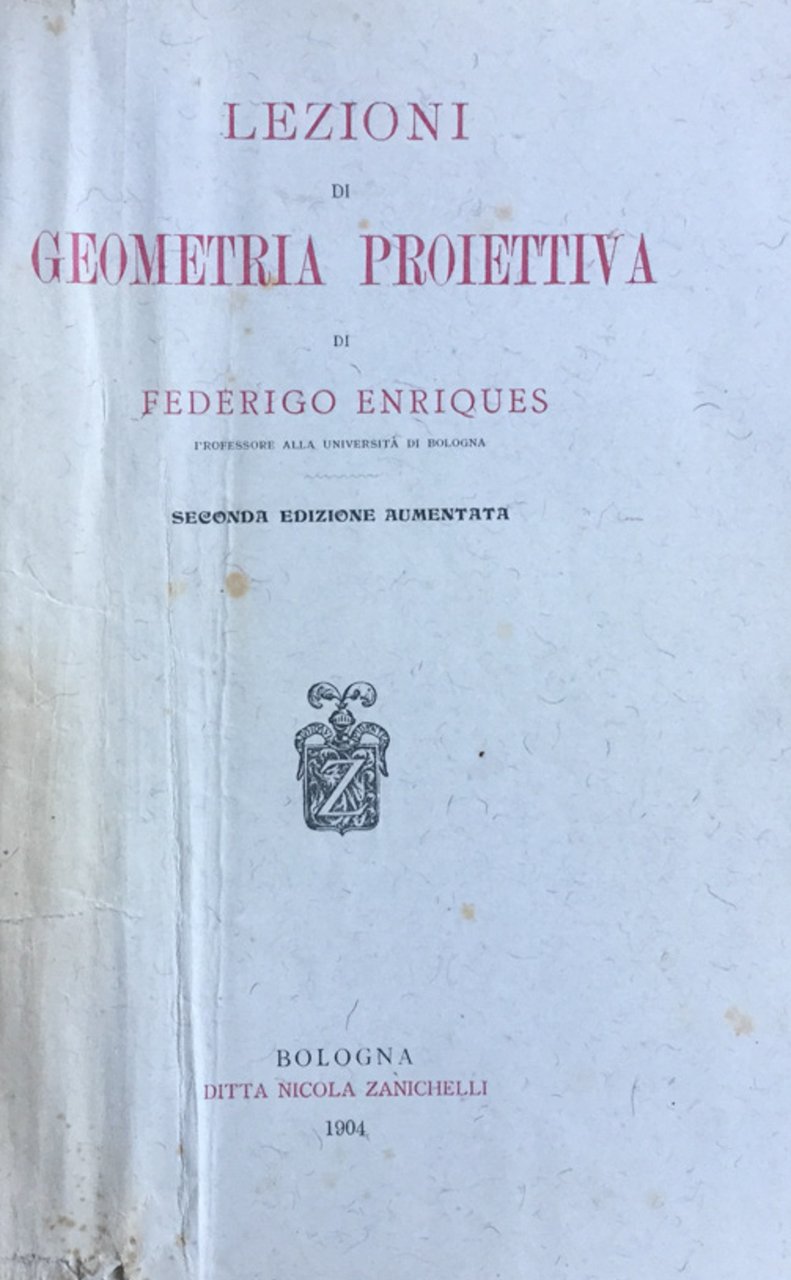 LEZIONI
DI
GEOMETRIA PROIETTIVA
DI
FEDERIGO ENRIQUES
PROFESSORE ALLA UNIVERSITÀ DI BOLOGNA
SECONDA EDIZIONE AUMENTATA
Z
BOLOGNA
DITTA NICOLA ZANICHELLI
1904